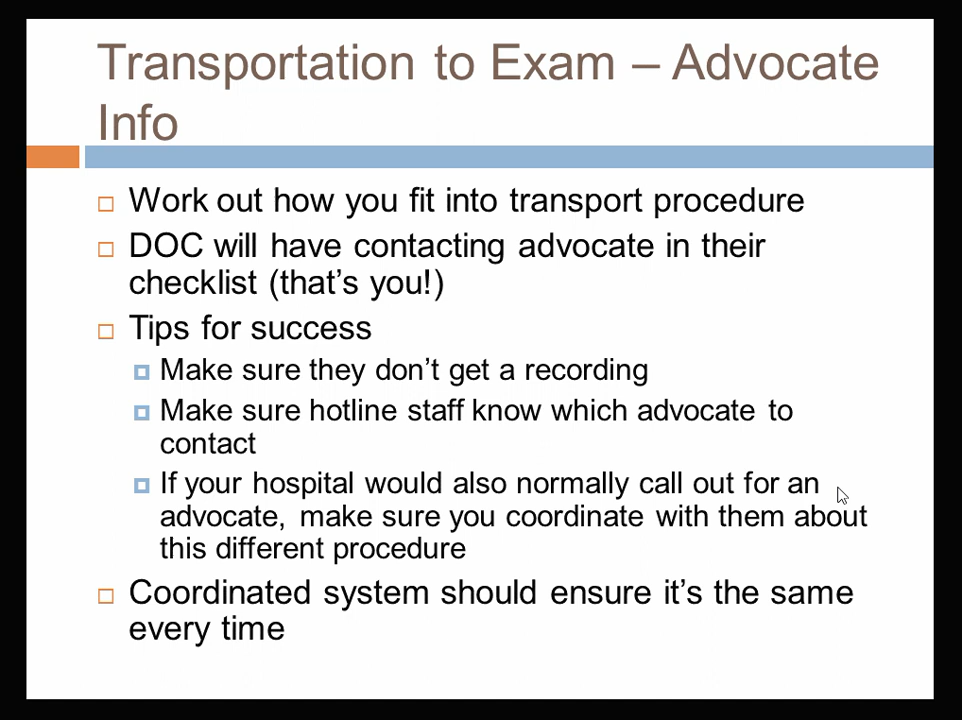 Transportation to Exam – Advocate
Info
Work out how you fit into transport procedure
DOC will have contacting advocate in their
checklist (that's you!)
Tips for success
Make sure they don't get a recording
Make sure hotline staff know which advocate to
contact
If your hospital would also normally call out for an
advocate, make sure you coordinate with them about
this different procedure
Coordinated system should ensure it's the same
every time